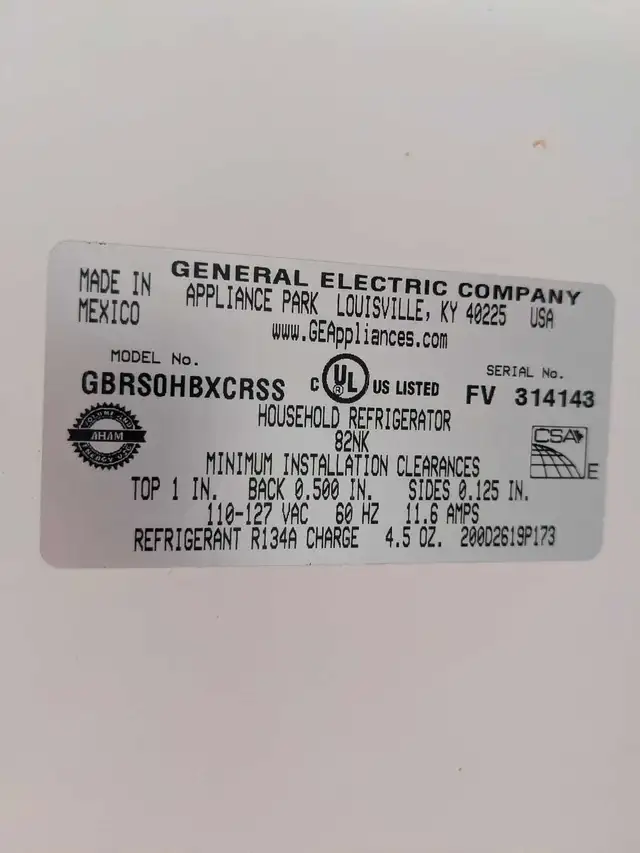 MADE IN MEXICO
GENERAL ELECTRIC COMPANY
APPLIANCE PARK LOUISVILLE, KY 40225 USA
www.GEAppliances.com
MODEL No.
GBRS0HBXCRSS
C UL US LISTED
SERIAL No.
FV 314143
AHAM
HOUSEHOLD REFRIGERATOR
82NK
CSA
E
MINIMUM INSTALLATION CLEARANCES
TOP 1 IN. BACK 0.500 IN. SIDES 0.125 IN.
110-127 VAC 60 HZ 11.6 AMPS
REFRIGERANT R134A CHARGE 4.5 OZ. 200D2619P173